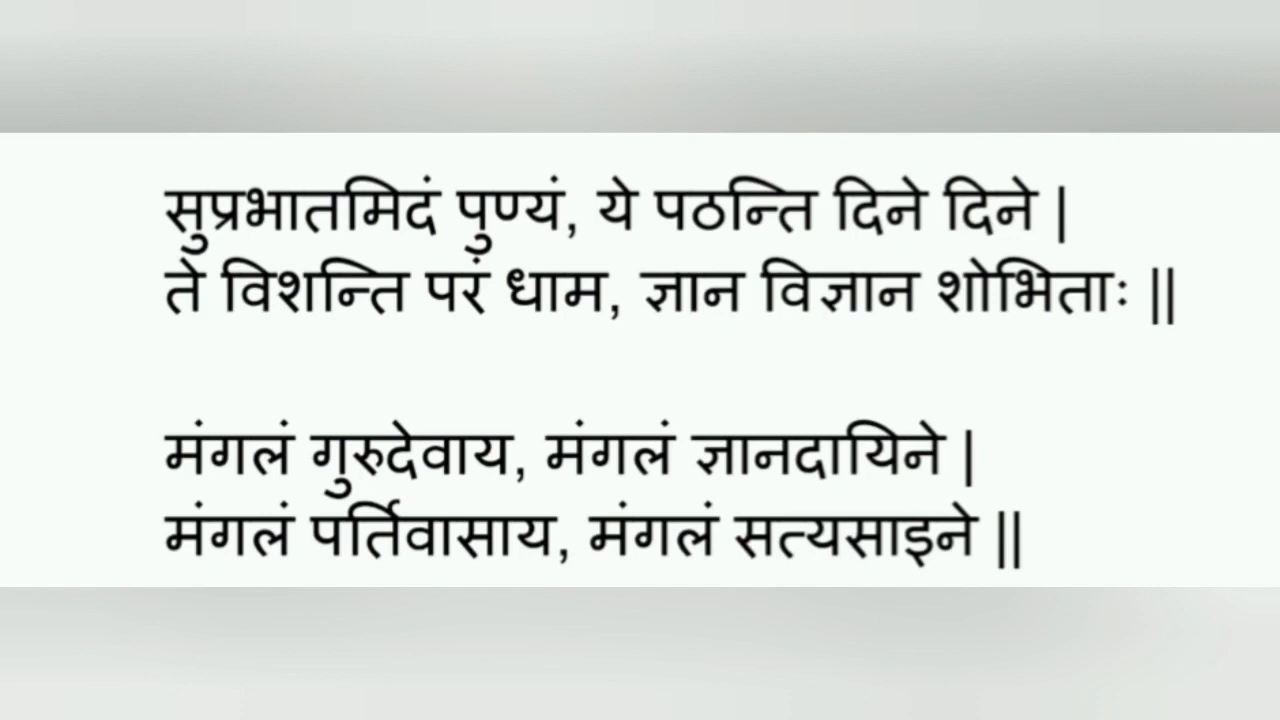 सुप्रभातमिदं पुण्यं, ये पठन्ति दिने दिने |
ते विशन्ति परं धाम, ज्ञान विज्ञान शोभिताः ||
मंगलं गुरुदेवाय, मंगलं ज्ञानदायिने |
मंगलं पर्तिवासाय, मंगलं सत्यसाइने ||